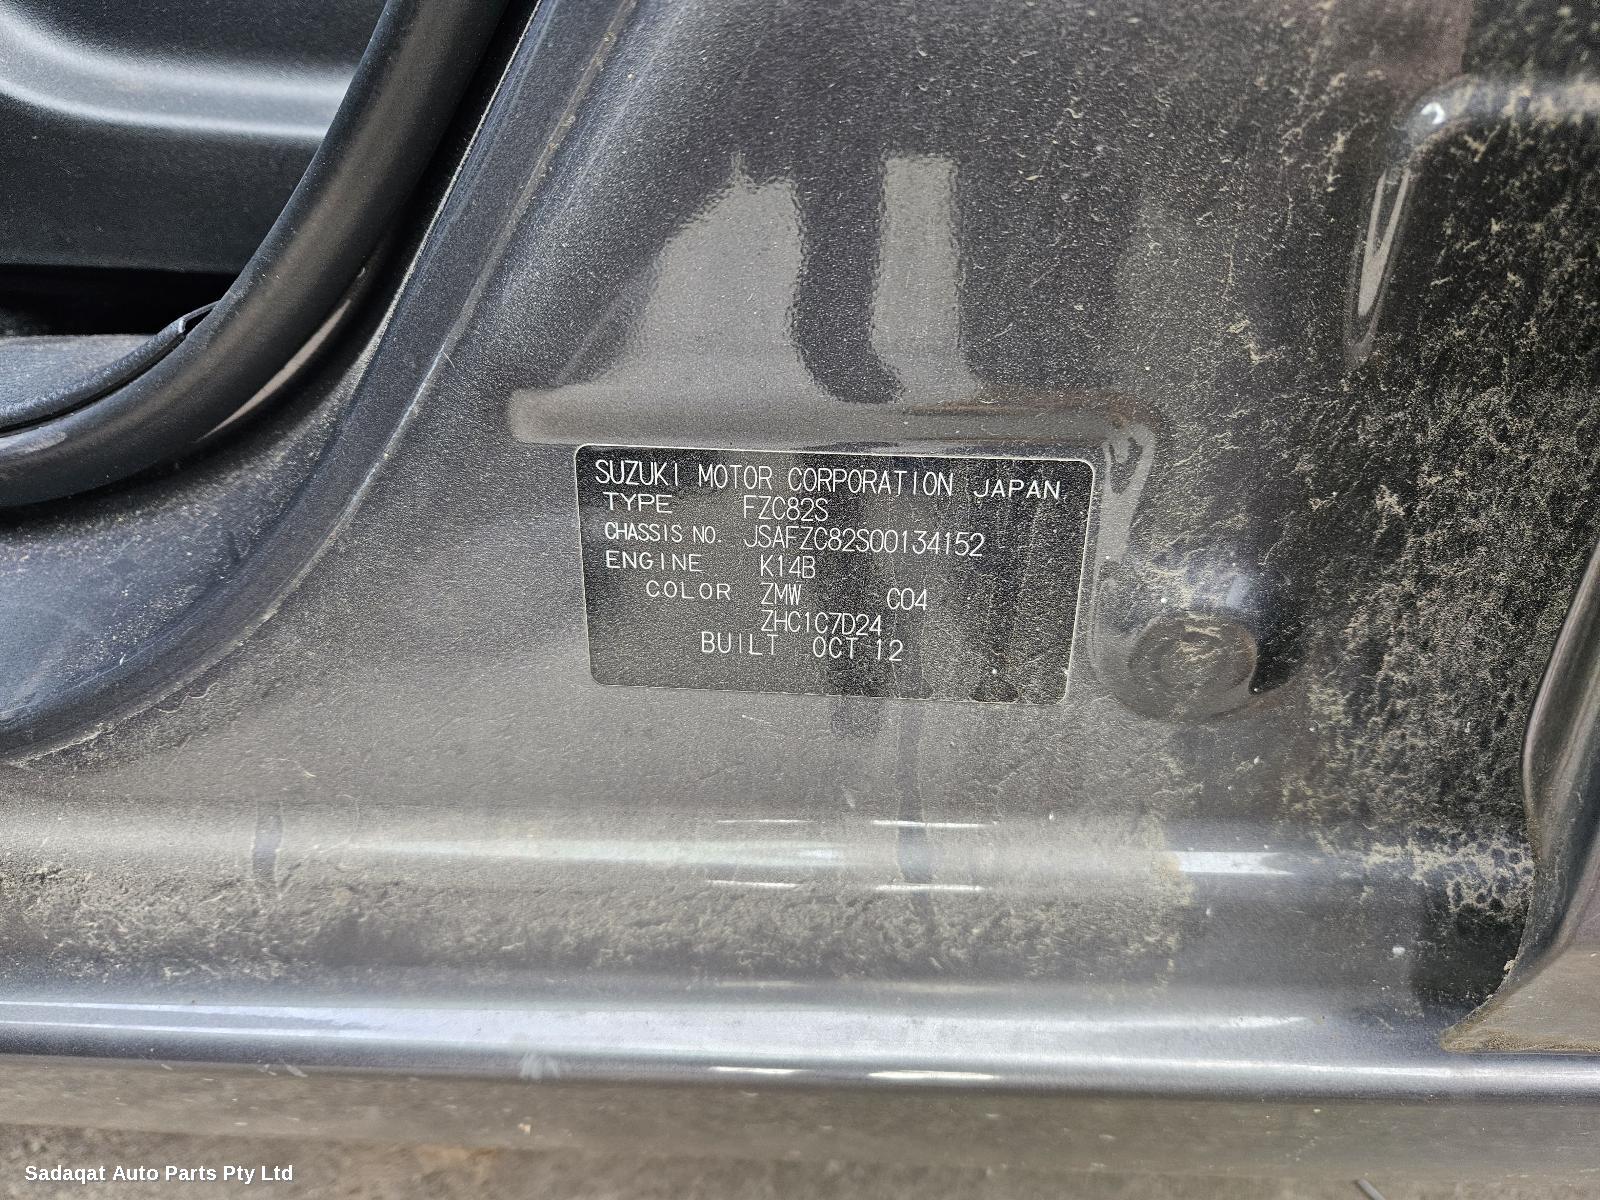 SUZUKI MOTOR CORPORATION JAPAN
TYPE FZC82S
CHASSIS NO. JSAFZC82S00134152
ENGINE K14B
COLOR ZMW C04
ZHC1C7D24
BUILT OCT 12
Sadaqat Auto Parts Pty Ltd